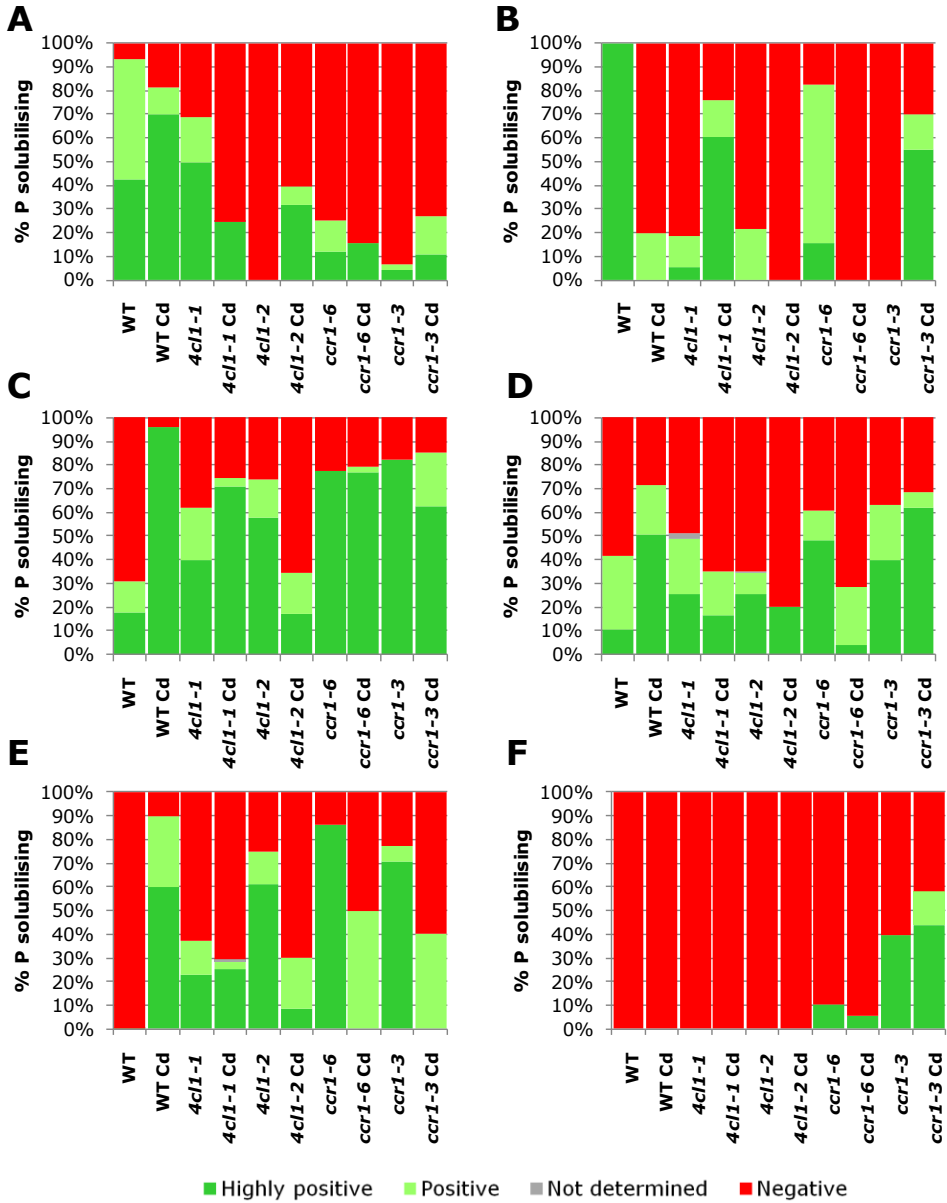 A
100%
90%
80%
70%
60%
50%
40%
30%
20%
10%
0%
% P solubilising
WT
WT Cd
4cl1-1
4cl1-1 Cd
4cl1-2
4cl1-2 Cd
ccr1-6
ccr1-6 Cd
ccr1-3
ccr1-3 Cd
B
100%
90%
80%
70%
60%
50%
40%
30%
20%
10%
0%
% P solubilising
WT
WT Cd
4cl1-1
4cl1-1 Cd
4cl1-2
4cl1-2 Cd
ccr1-6
ccr1-6 Cd
ccr1-3
ccr1-3 Cd
C
100%
90%
80%
70%
60%
50%
40%
30%
20%
10%
0%
% P solubilising
WT
WT Cd
4cl1-1
4cl1-1 Cd
4cl1-2
4cl1-2 Cd
ccr1-6
ccr1-6 Cd
ccr1-3
ccr1-3 Cd
D
100%
90%
80%
70%
60%
50%
40%
30%
20%
10%
0%
% P solubilising
WT
WT Cd
4cl1-1
4cl1-1 Cd
4cl1-2
4cl1-2 Cd
ccr1-6
ccr1-6 Cd
ccr1-3
ccr1-3 Cd
E
100%
90%
80%
70%
60%
50%
40%
30%
20%
10%
0%
% P solubilising
WT
WT Cd
4cl1-1
4cl1-1 Cd
4cl1-2
4cl1-2 Cd
ccr1-6
ccr1-6 Cd
ccr1-3
ccr1-3 Cd
F
100%
90%
80%
70%
60%
50%
40%
30%
20%
10%
0%
% P solubilising
WT
WT Cd
4cl1-1
4cl1-1 Cd
4cl1-2
4cl1-2 Cd
ccr1-6
ccr1-6 Cd
ccr1-3
ccr1-3 Cd
Highly positive Positive Not determined Negative